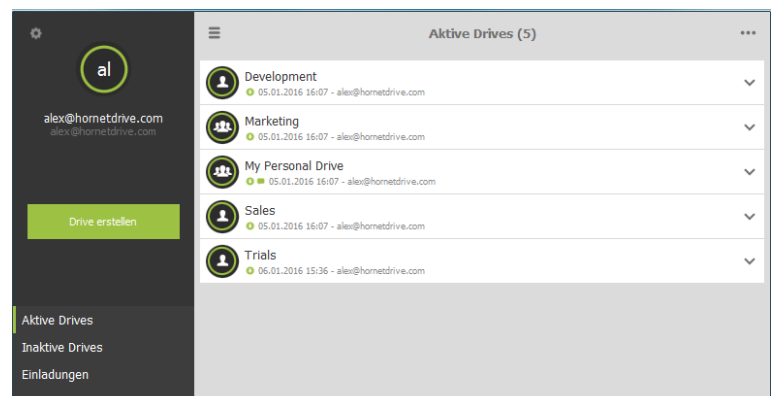 al
alex@hornetdrive.com
alex@hornetdrive.com
Drive erstellen
Aktive Drives
Inaktive Drives
Einladungen
Aktive Drives (5)
Development
05.01.2016 16:07 - alex@hornetdrive.com
Marketing
05.01.2016 16:07 - alex@hornetdrive.com
My Personal Drive
05.01.2016 16:07 - alex@hornetdrive.com
Sales
05.01.2016 16:07 - alex@hornetdrive.com
Trials
06.01.2016 15:36 - alex@hornetdrive.com